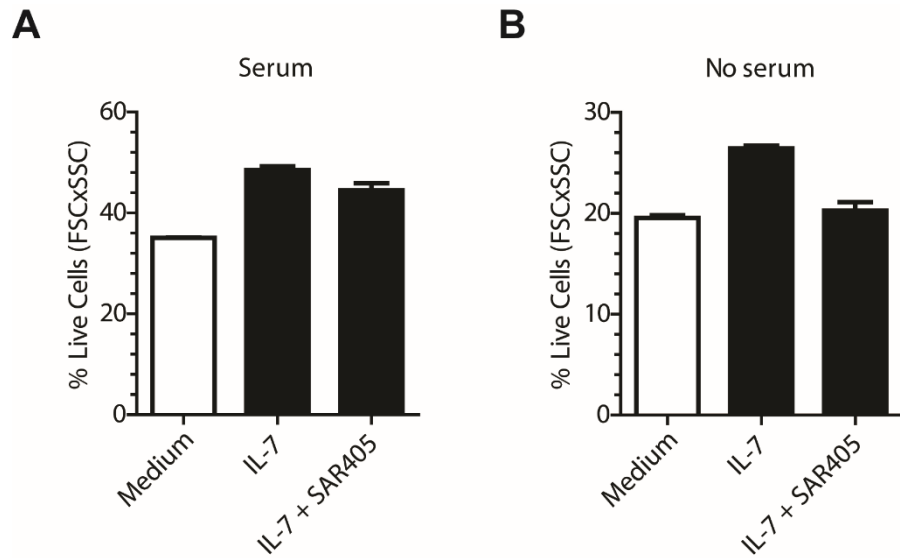 A
Serum
% Live Cells (FSCxSSC)
60
40
20
0
Medium
IL-7
IL-7 + SAR405
B
No serum
% Live Cells (FSCxSSC)
30
20
10
0
Medium
IL-7
IL-7 + SAR405